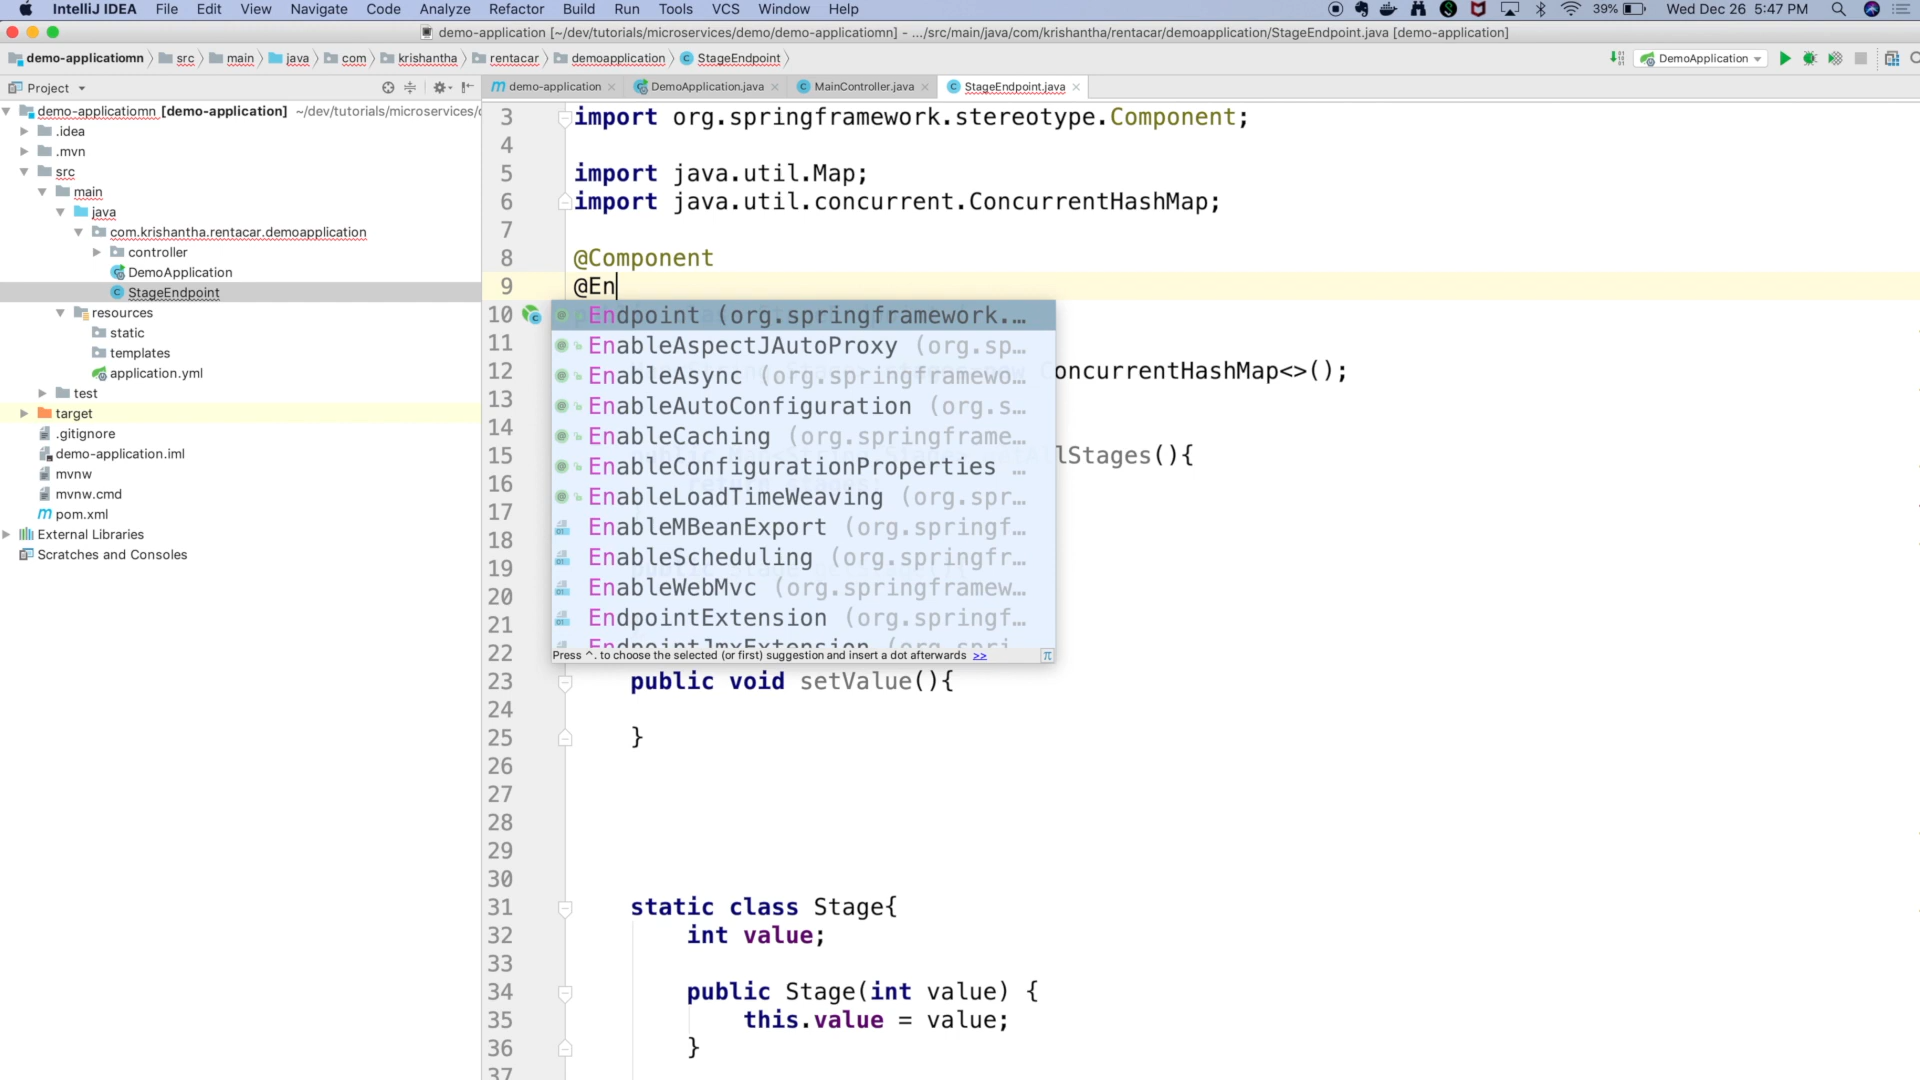 IntelliJ IDEA File Edit View Navigate Code Analyze Refactor Build Run Tools VCS Window Help 39% Wed Dec 26 5:47 PM
demo-application [~/dev/tutorials/microservices/demo/demo-applicatiomn] - .../src/main/java/com/krishantha/rentacar/demoapplication/StageEndpoint.java [demo-application]
demo-applicatiomn src main java com krishantha rentacar demoapplication StageEndpoint DemoApplication
Project
demo-application DemoApplication.java MainController.java StageEndpoint.java
demo-applicatiomn [demo-application] ~/dev/tutorials/microservices/
.idea
.mvn
src
main
java
com.krishantha.rentacar.demoapplication
controller
DemoApplication
StageEndpoint
resources
static
templates
application.yml
test
target
.gitignore
demo-application.iml
mvnw
mvnw.cmd
pom.xml
External Libraries
Scratches and Consoles
3 import org.springframework.stereotype.Component;
4
5 import java.util.Map;
6 import java.util.concurrent.ConcurrentHashMap;
7
8 @Component
9 @En
10 Endpoint (org.springframework.…
11 EnableAspectJAutoProxy (org.sp…
12 EnableAsync (org.springframewo… ConcurrentHashMap<>();
13 EnableAutoConfiguration (org.s…
14 EnableCaching (org.springframe…
15 EnableConfigurationProperties … llStages(){
16 EnableLoadTimeWeaving (org.spr…
17 EnableMBeanExport (org.springf…
18 EnableScheduling (org.springfr…
19
20 EnableWebMvc (org.springframew…
21 EndpointExtension (org.springf…
22 EndpointJmxExtension (org.spri…
Press ^. to choose the selected (or first) suggestion and insert a dot afterwards >> π
23 public void setValue(){
24
25 }
26
27
28
29
30
31 static class Stage{
32 int value;
33
34 public Stage(int value) {
35 this.value = value;
36 }
37